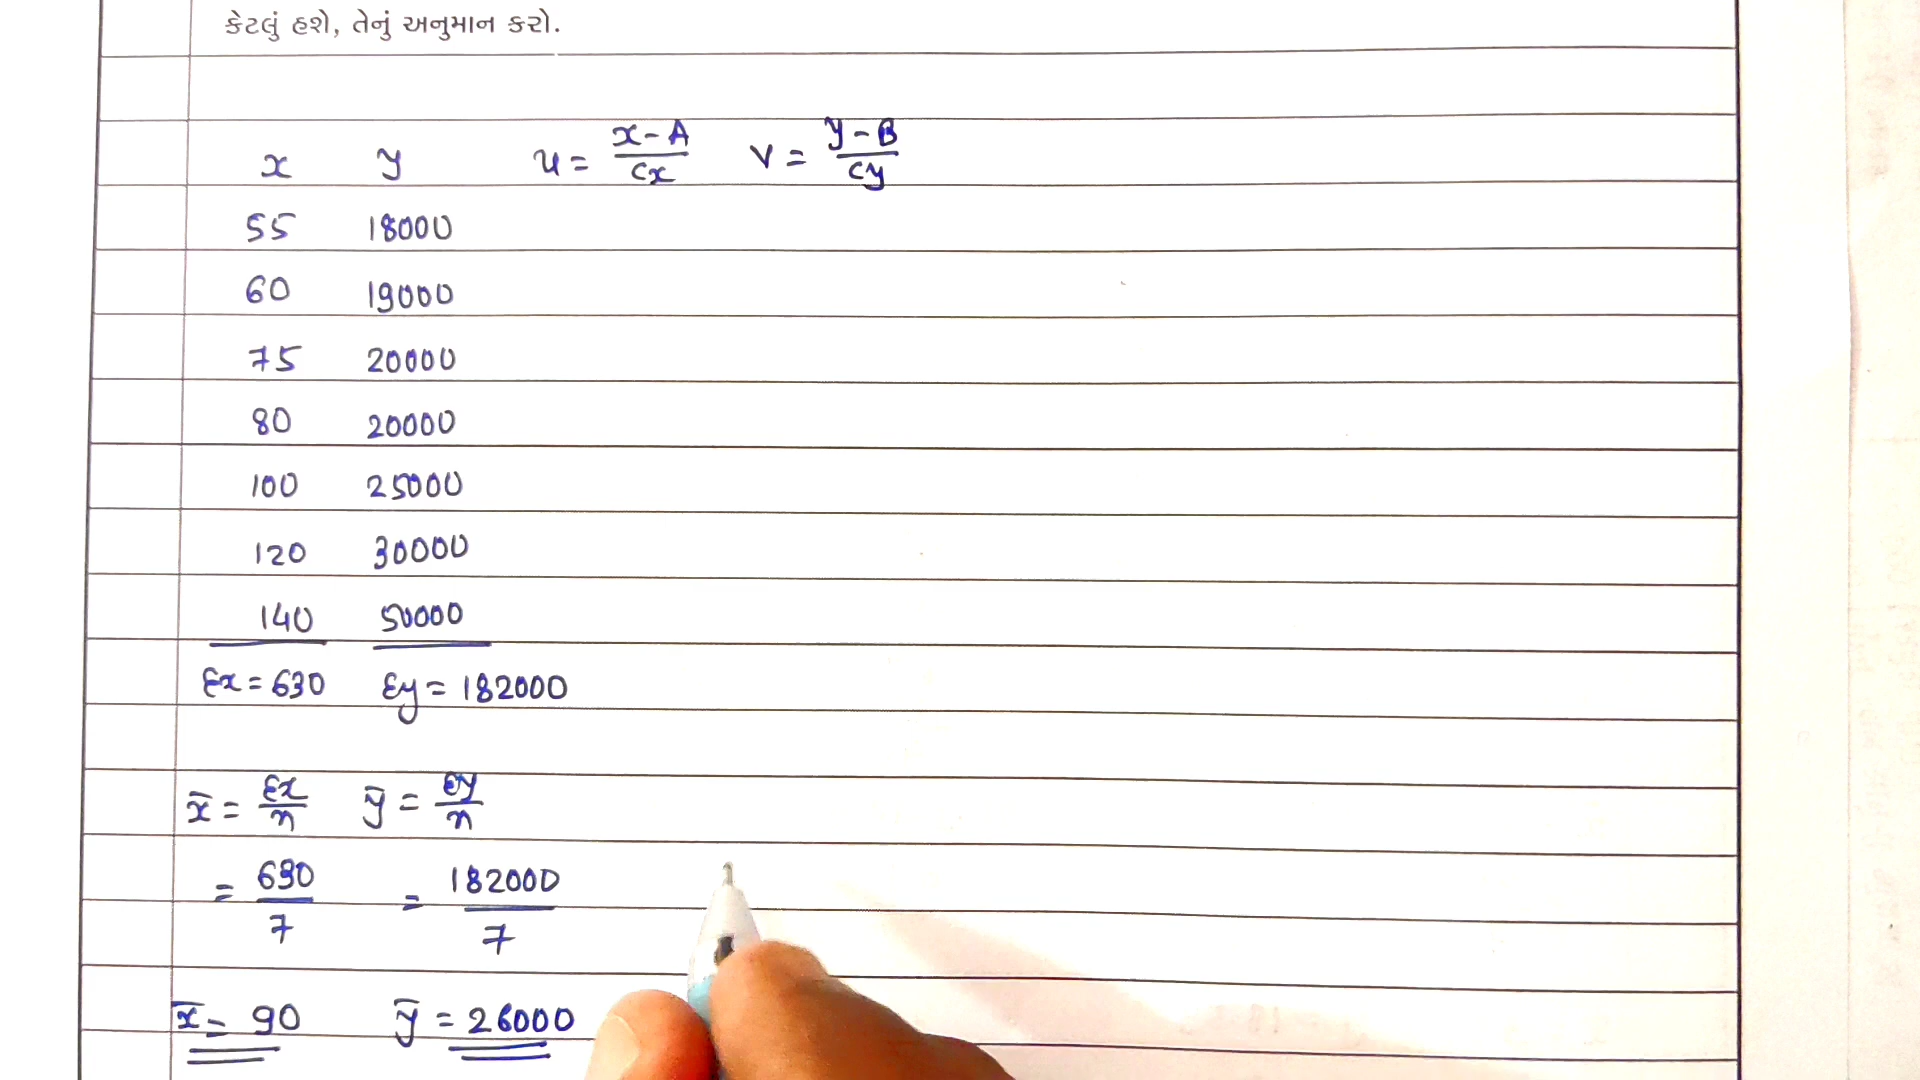 કેટલું હશે, તેનું અનુમાન કરો.
x y u = x-A / cx v = y-B / cy
55 18000
60 19000
75 20000
80 20000
100 25000
120 30000
140 50000
Σx = 630 Σy = 182000
x̄ = Σx / n ȳ = Σy / n
= 630 / 7 = 182000 / 7
x̄ = 90 ȳ = 26000